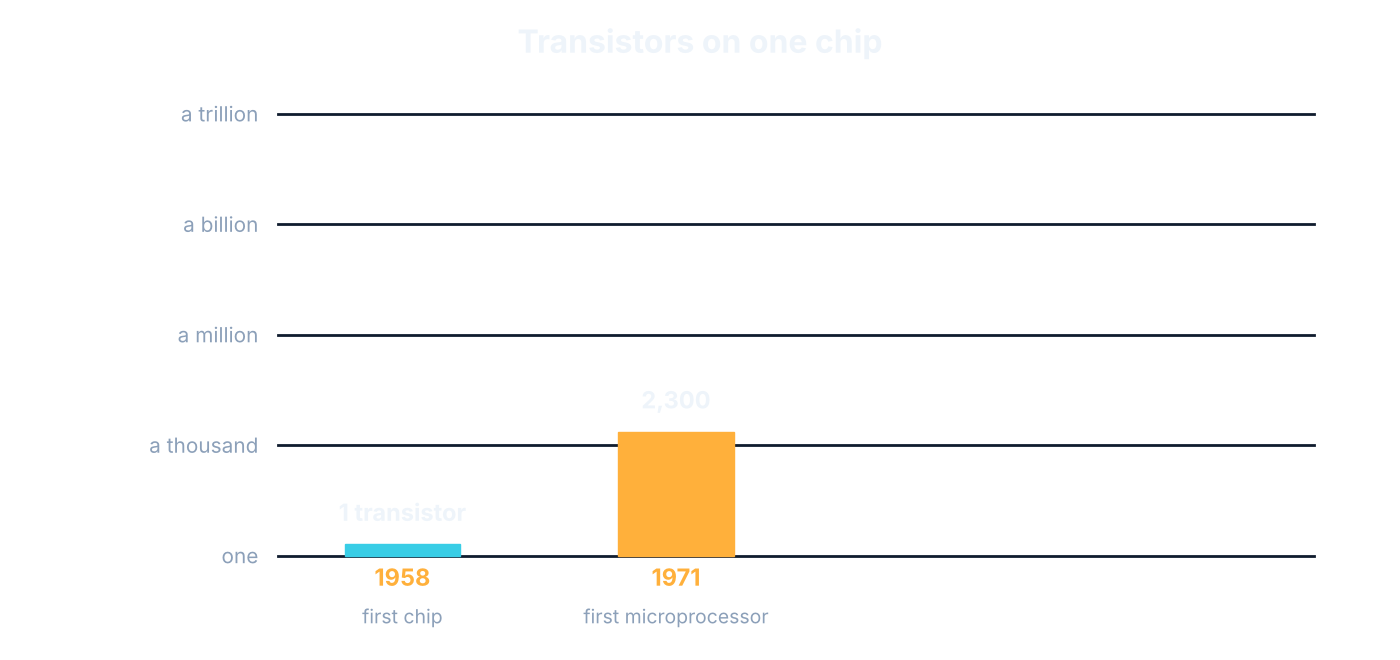 Transistors on one chip
a trillion
a billion
a million
2,300
a thousand
1 transistor
one
1958
1971
first chip
first microprocessor